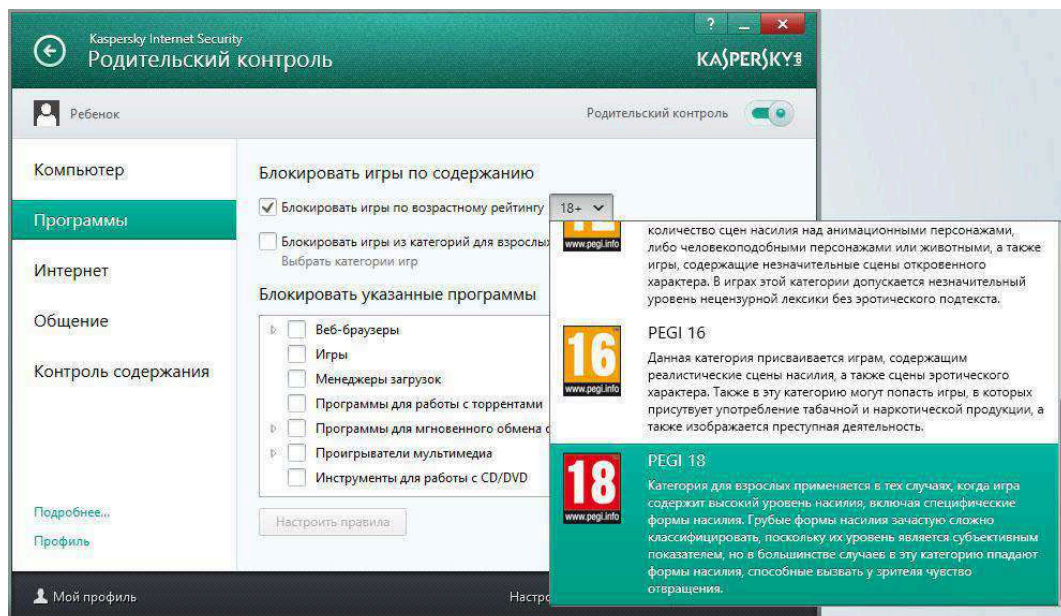 Kaspersky Internet Security
Родительский контроль
? _ X
KASPERSKY LAB
Ребенок
Родительский контроль
Компьютер
Программы
Интернет
Общение
Контроль содержания
Подробнее...
Профиль
Блокировать игры по содержанию
Блокировать игры по возрастному рейтингу
18+
Блокировать игры из категорий для взрослых
Выбрать категории игр
Блокировать указанные программы
Веб-браузеры
Игры
Менеджеры загрузок
Программы для работы с торрентами
Программы для мгновенного обмена с
Проигрыватели мультимедиа
Инструменты для работы с CD/DVD
Настроить правила
www.pegi.info
количество сцен насилия над анимационными персонажами,
либо человекоподобными персонажами или животными, а также
игры, содержащие незначительные сцены откровенного
характера. В играх этой категории допускается незначительный
уровень нецензурной лексики без эротического подтекста.
16
www.pegi.info
PEGI 16
Данная категория присваивается играм, содержащим
реалистические сцены насилия, а также сцены эротического
характера. Также в эту категорию могут попасть игры, в которых
присутвует употребление табачной и наркотической продукции, а
также изображается преступная деятельность.
18
www.pegi.info
PEGI 18
Категория для взрослых применяется в тех случаях, когда игра
содержит высокий уровень насилия, включая специфические
формы насилия. Грубые формы насилия зачастую сложно
классифицировать, поскольку их уровень является субъективным
показателем, но в большинстве случаев в эту категорию ппадают
формы насилия, способные вызвать у зрителя чувство
отвращения.
Мой профиль
Настро